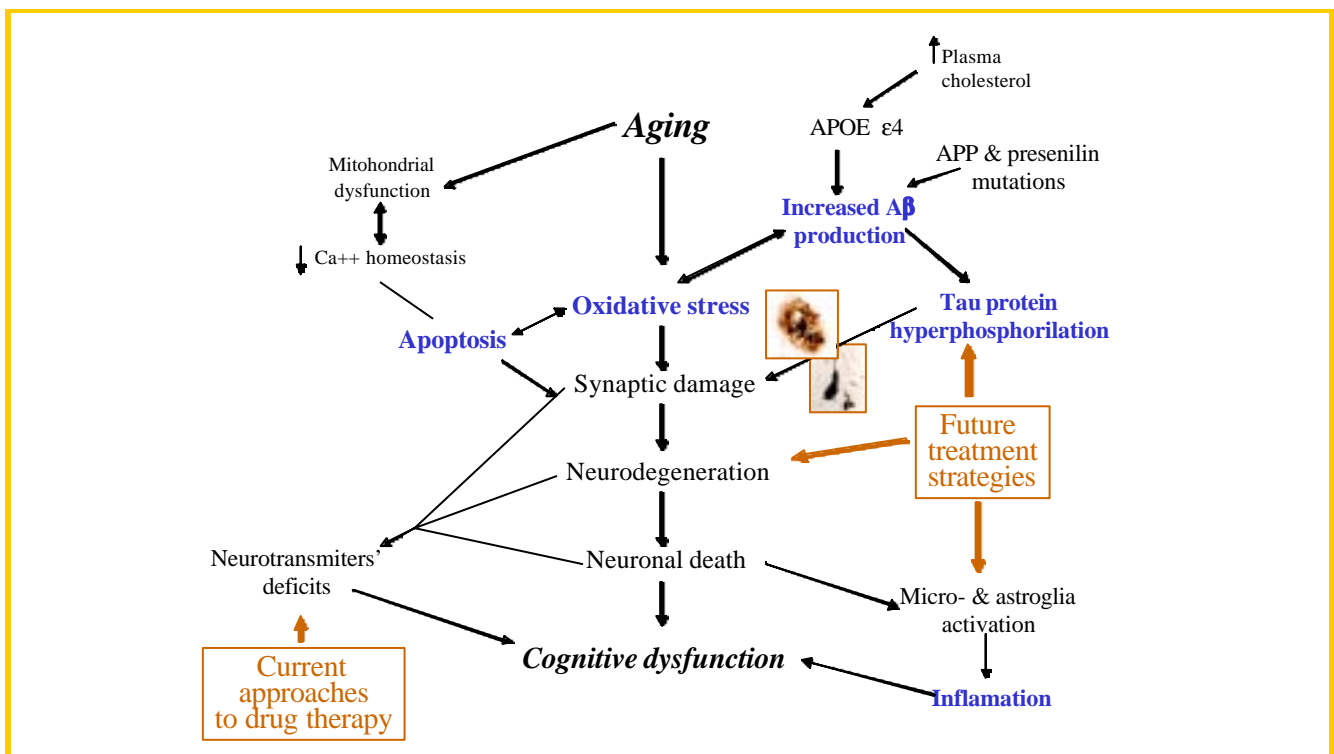 Plasma
cholesterol
Aging
APOE ε4
Mitohondrial
dysfunction
APP & presenilin
mutations
Increased Aβ
production
Ca++ homeostasis
Oxidative stress
Tau protein
hyperphosphorilation
Apoptosis
Synaptic damage
Future
treatment
strategies
Neurodegeneration
Neurotransmiters'
deficits
Neuronal death
Micro- & astroglia
activation
Cognitive dysfunction
Current
approaches
to drug therapy
Inflamation